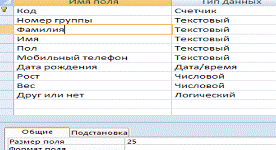 Имя поля Тип данных
Код Счетчик
Номер группы Текстовый
Фамилия Текстовый
Имя Текстовый
Пол Текстовый
Мобильный телефон Текстовый
Дата рождения Дата/время
Рост Числовой
Вес Числовой
Друг или нет Логический
Общие Подстановка
Размер поля 25
Формат поля